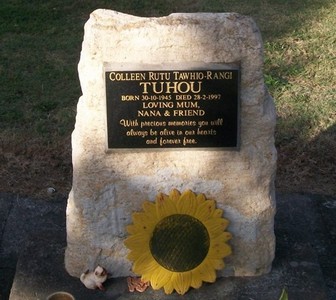 COLLEEN RUTU TAWHIO-RANGI
TUHOU
BORN 30-10-1945 DIED 28-2-1997
LOVING MUM,
NANA & FRIEND
With precious memories you will
always be alive in our hearts
and forever free.